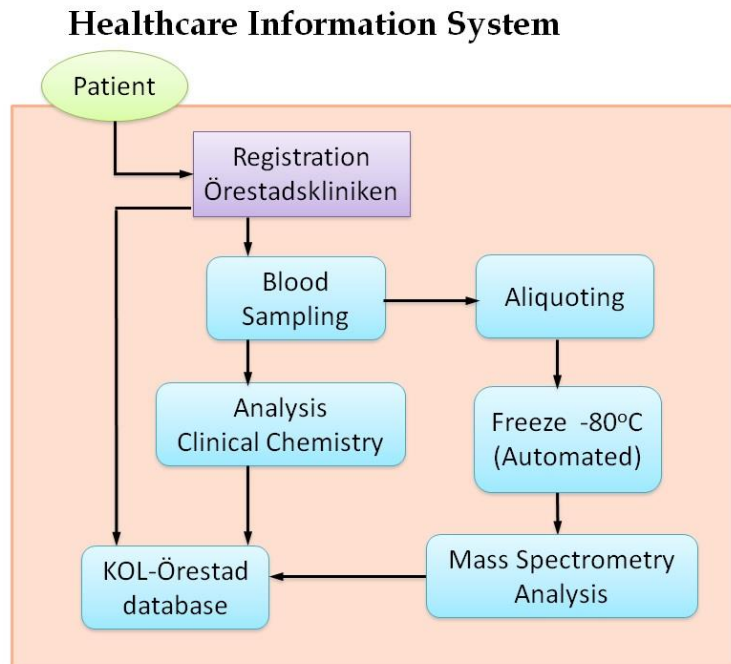 Healthcare Information System
Patient
Registration
Örestadskliniken
Blood
Sampling
Aliquoting
Analysis
Clinical Chemistry
Freeze -80°C
(Automated)
KOL-Örestad
database
Mass Spectrometry
Analysis